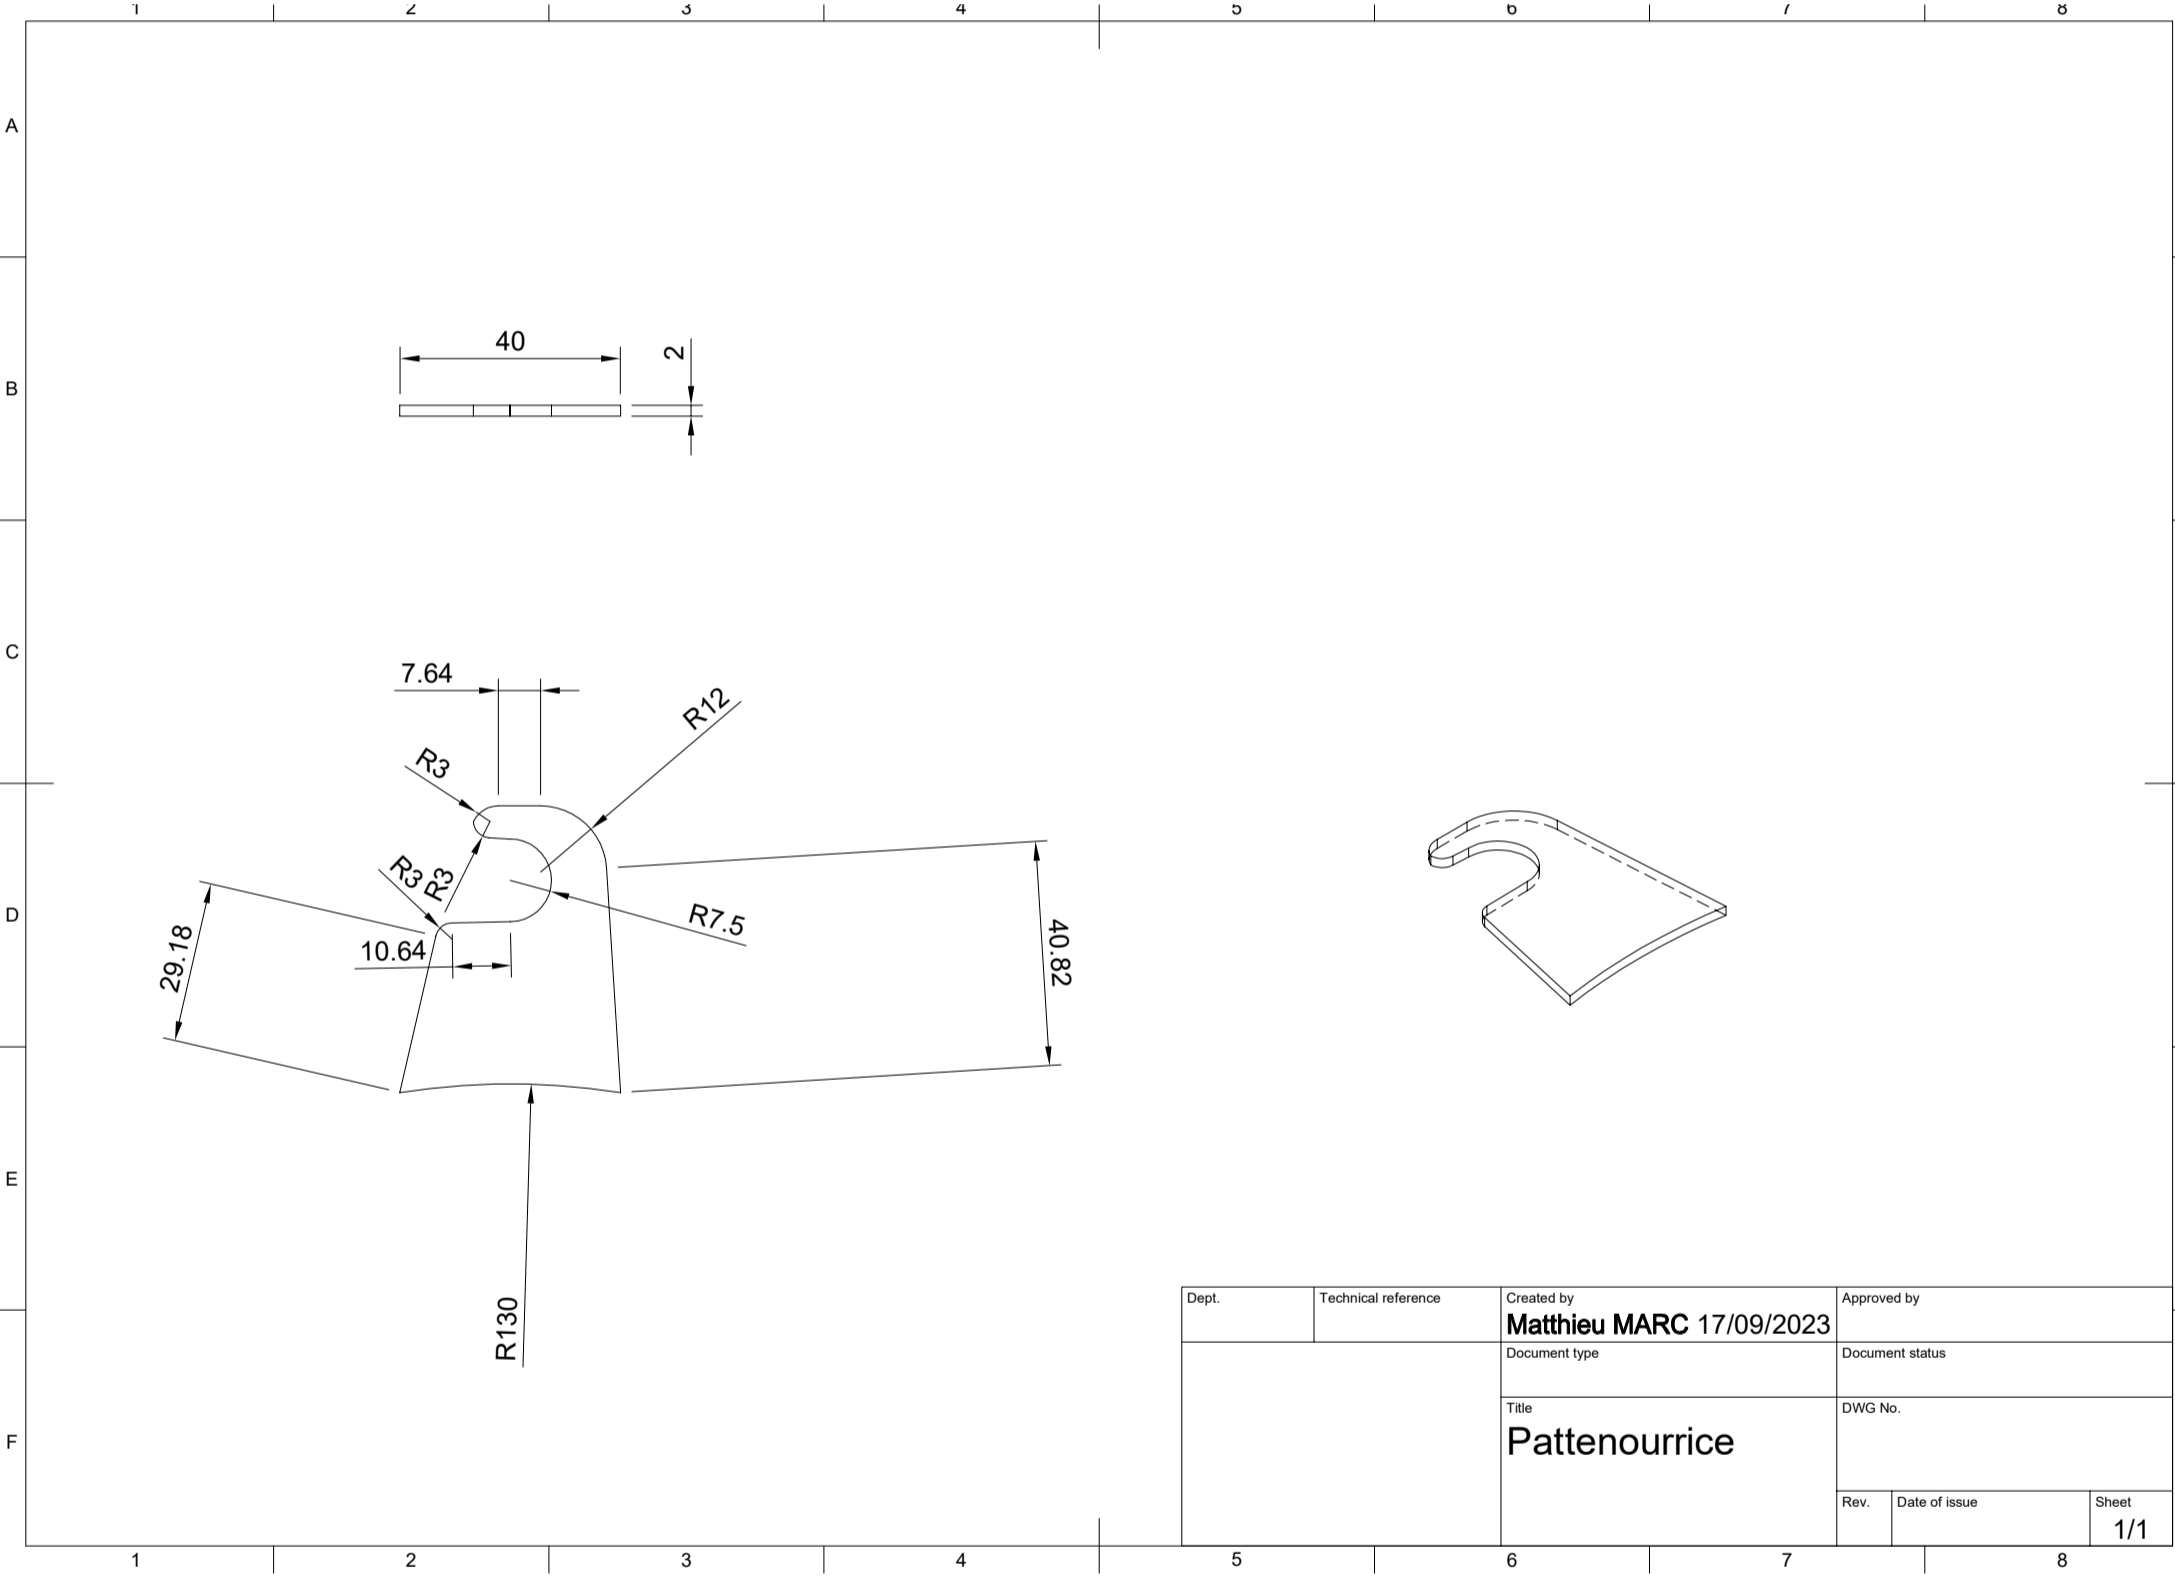 1 2 3 4 5 6 7 8
A
B
C
D
E
F
40
2
7.64
R12
R3
R3
R3
R7.5
10.64
29.18
40.82
R130
Dept.
Technical reference
Created by
Approved by
Matthieu MARC 17/09/2023
Document type
Document status
Title
DWG No.
Pattenourrice
Rev.
Date of issue
Sheet
1/1
1 2 3 4 5 6 7 8